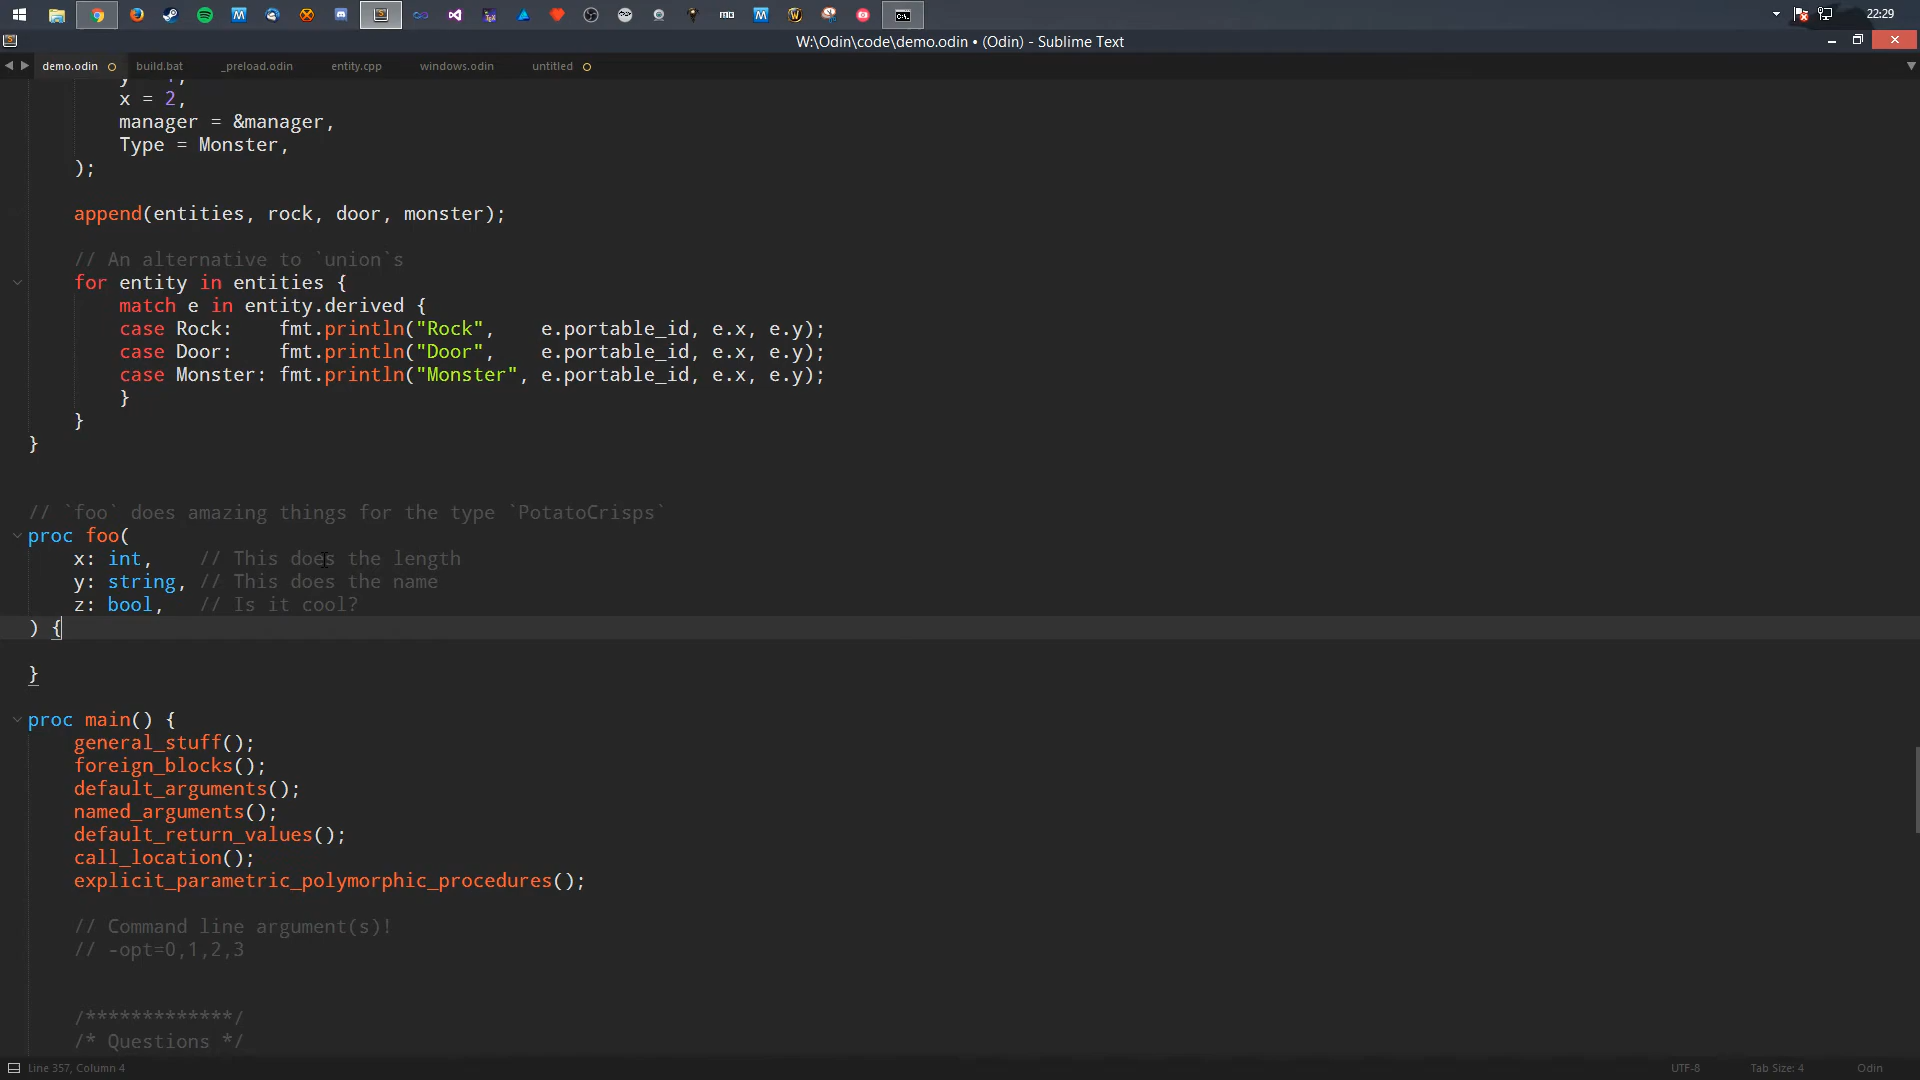 22:29
W:\Odin\code\demo.odin • (Odin) - Sublime Text
demo.odin build.bat _preload.odin entity.cpp windows.odin untitled
x = 2,
manager = &manager,
Type = Monster,
);
append(entities, rock, door, monster);
// An alternative to `union`s
for entity in entities {
match e in entity.derived {
case Rock:    fmt.println("Rock",    e.portable_id, e.x, e.y);
case Door:    fmt.println("Door",    e.portable_id, e.x, e.y);
case Monster: fmt.println("Monster", e.portable_id, e.x, e.y);
}
}
}
// `foo` does amazing things for the type `PotatoCrisps`
proc foo(
x: int,    // This does the length
y: string, // This does the name
z: bool,   // Is it cool?
) {
}
proc main() {
general_stuff();
foreign_blocks();
default_arguments();
named_arguments();
default_return_values();
call_location();
explicit_parametric_polymorphic_procedures();
// Command line argument(s)!
// -opt=0,1,2,3
/*************/
/* Questions */
Line 357, Column 4 UTF-8 Tab Size: 4 Odin